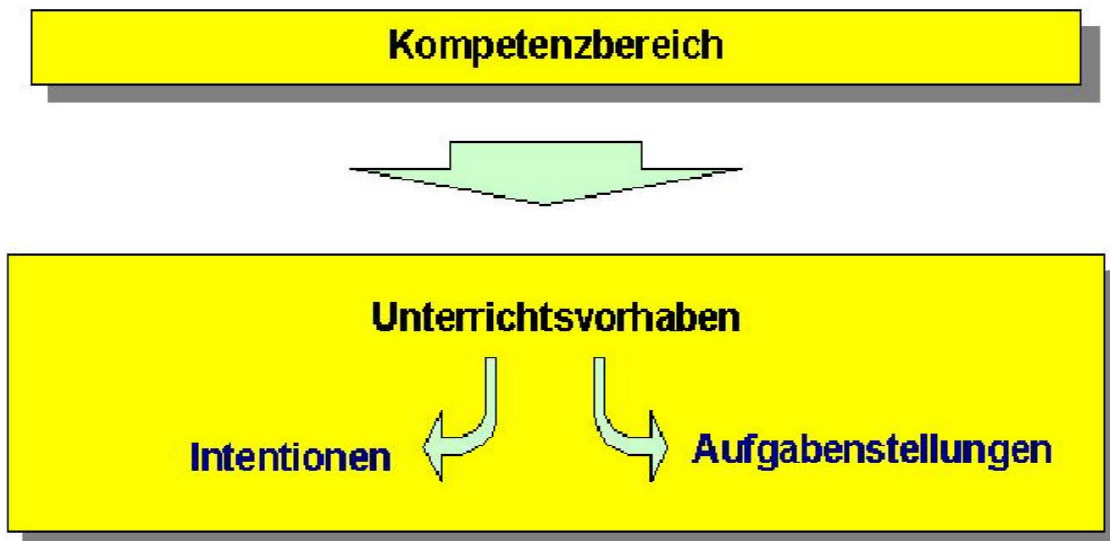 Kompetenzbereich
Unterrichtsvorhaben
Intentionen
Aufgabenstellungen